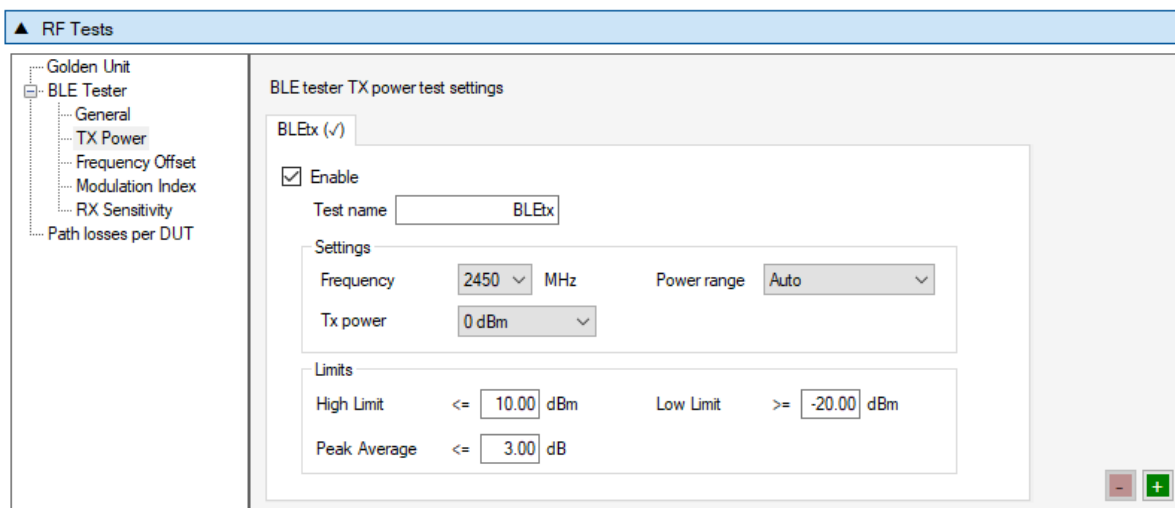 ▲ RF Tests
Golden Unit
BLE Tester
General
TX Power
Frequency Offset
Modulation Index
RX Sensitivity
Path losses per DUT
BLE tester TX power test settings
BLEtx (✓)
Enable
Test name BLEtx
Settings
Frequency 2450 MHz Power range Auto
Tx power 0 dBm
Limits
High Limit <= 10.00 dBm Low Limit >= -20.00 dBm
Peak Average <= 3.00 dB
- +